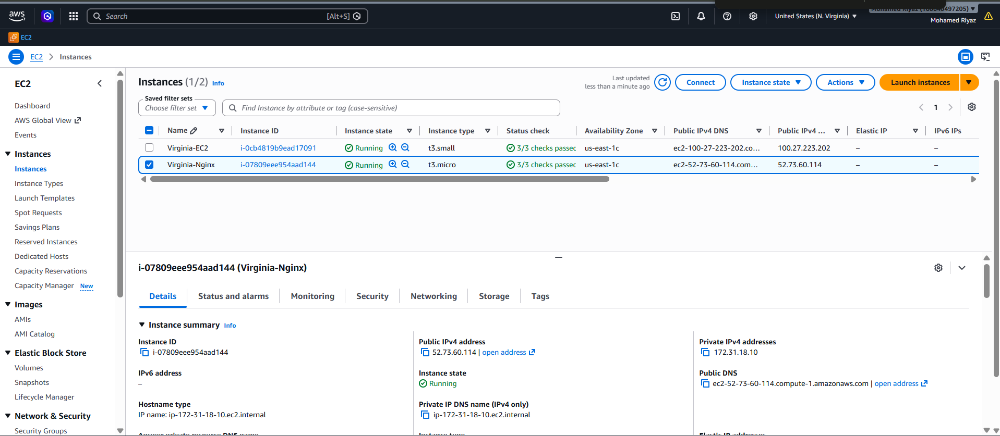 aws
Search
[Alt+S]
United States (N. Virginia)
Mohamed Riyaz
EC2
EC2
Instances
EC2
Dashboard
AWS Global View
Events
Instances
Instances
Instance Types
Launch Templates
Spot Requests
Savings Plans
Reserved Instances
Dedicated Hosts
Capacity Reservations
Capacity Manager New
Images
AMIs
AMI Catalog
Elastic Block Store
Volumes
Snapshots
Lifecycle Manager
Network & Security
Security Groups
Instances (1/2) Info
Last updated
less than a minute ago
Connect
Instance state
Actions
Launch instances
Saved filter sets
Choose filter set
Find Instance by attribute or tag (case-sensitive)
1
Name Instance ID Instance state Instance type Status check Availability Zone Public IPv4 DNS Public IPv4 ... Elastic IP IPv6 IPs
Virginia-EC2 i-0cb4819b9ead17091 Running t3.small 3/3 checks passed us-east-1c ec2-100-27-223-202.co... 100.27.223.202 – –
Virginia-Nginx i-07809eee954aad144 Running t3.micro 3/3 checks passed us-east-1c ec2-52-73-60-114.com... 52.73.60.114 – –
i-07809eee954aad144 (Virginia-Nginx)
Details
Status and alarms
Monitoring
Security
Networking
Storage
Tags
Instance summary Info
Instance ID
i-07809eee954aad144
Public IPv4 address
52.73.60.114 | open address
Private IPv4 addresses
172.31.18.10
IPv6 address
–
Instance state
Running
Public DNS
ec2-52-73-60-114.compute-1.amazonaws.com | open address
Hostname type
IP name: ip-172-31-18-10.ec2.internal
Private IP DNS name (IPv4 only)
ip-172-31-18-10.ec2.internal